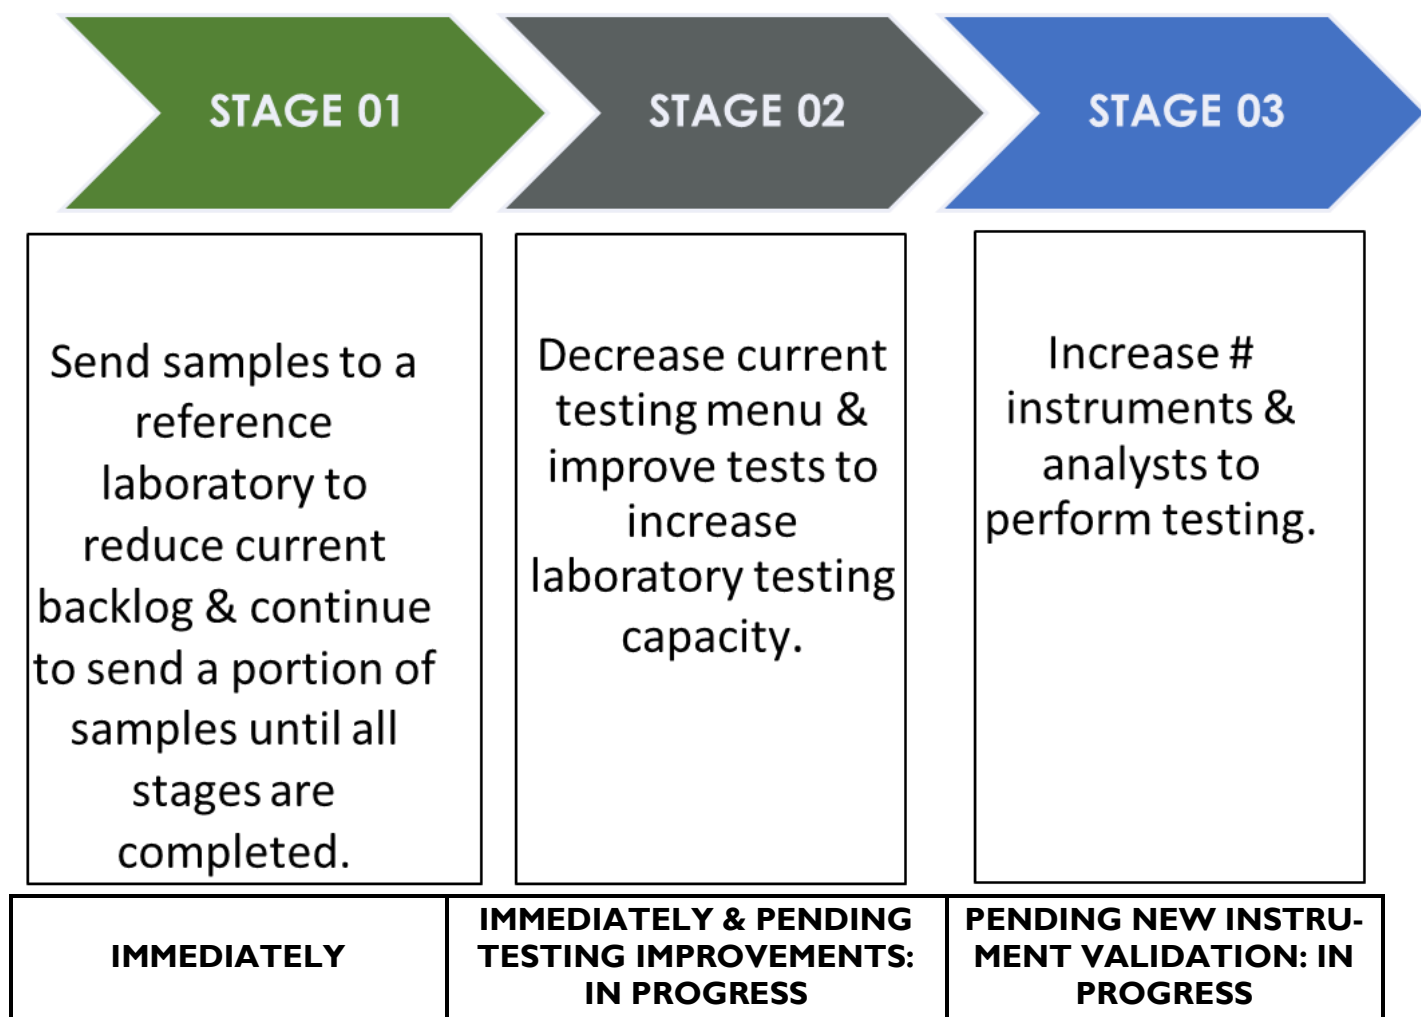 STAGE 01
STAGE 02
STAGE 03
Send samples to a
reference
laboratory to
reduce current
backlog & continue
to send a portion of
samples until all
stages are
completed.
Decrease current
testing menu &
improve tests to
increase
laboratory testing
capacity.
Increase #
instruments &
analysts to
perform testing.
IMMEDIATELY
IMMEDIATELY & PENDING
TESTING IMPROVEMENTS:
IN PROGRESS
PENDING NEW INSTRU-
MENT VALIDATION: IN
PROGRESS